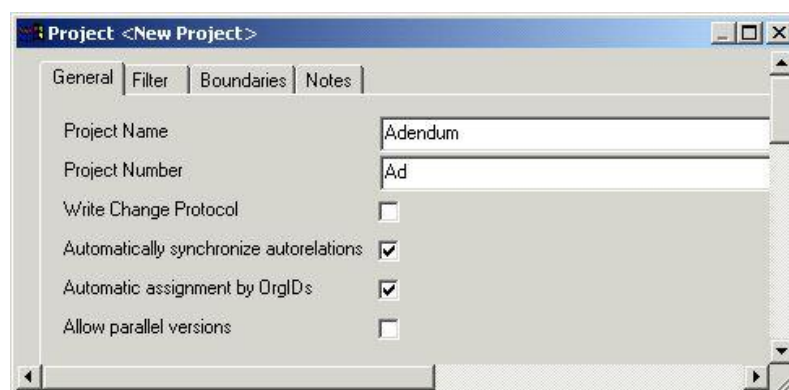 Project <New Project>
General Filter Boundaries Notes
Project Name Adendum
Project Number Ad
Write Change Protocol
Automatically synchronize autorelations
Automatic assignment by OrgIDs
Allow parallel versions